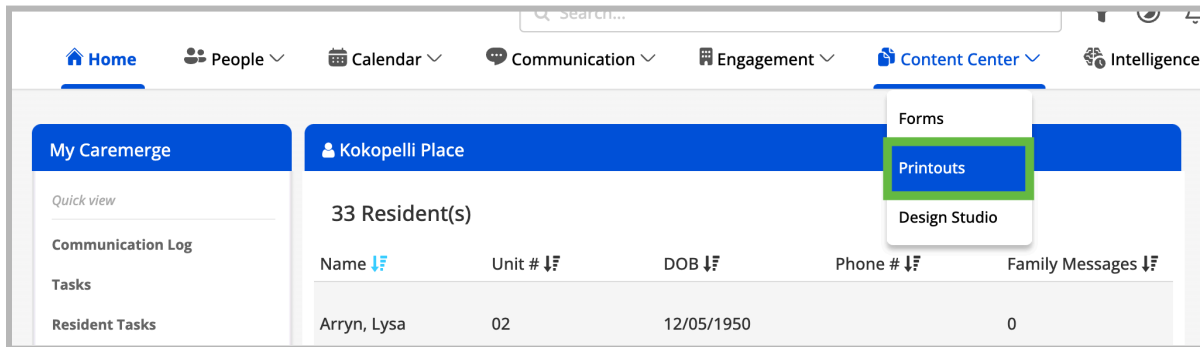 Search...
Home People Calendar Communication Engagement Content Center Intelligence
Forms
My Caremerge
Kokopelli Place
Printouts
Quick view
33 Resident(s)
Design Studio
Communication Log
Name Unit # DOB Phone # Family Messages
Tasks
Resident Tasks
Arryn, Lysa 02 12/05/1950 0